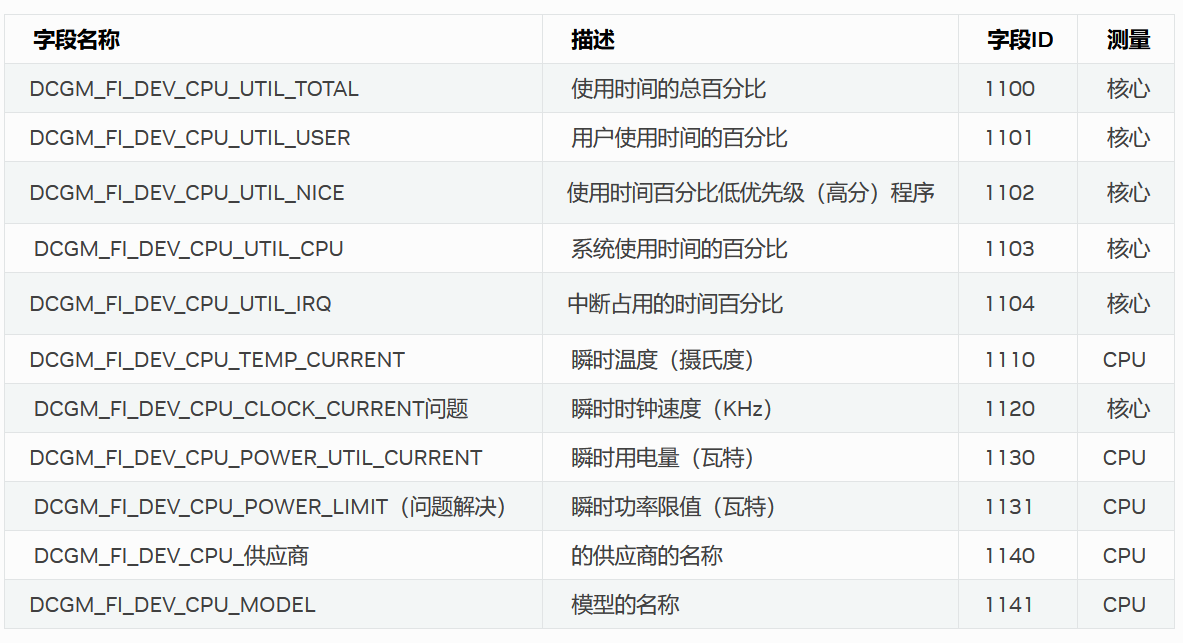 字段名称 描述 字段ID 测量
DCGM_FI_DEV_CPU_UTIL_TOTAL 使用时间的总百分比 1100 核心
DCGM_FI_DEV_CPU_UTIL_USER 用户使用时间的百分比 1101 核心
DCGM_FI_DEV_CPU_UTIL_NICE 使用时间百分比低优先级（高分）程序 1102 核心
DCGM_FI_DEV_CPU_UTIL_CPU 系统使用时间的百分比 1103 核心
DCGM_FI_DEV_CPU_UTIL_IRQ 中断占用的时间百分比 1104 核心
DCGM_FI_DEV_CPU_TEMP_CURRENT 瞬时温度（摄氏度） 1110 CPU
DCGM_FI_DEV_CPU_CLOCK_CURRENT问题 瞬时时钟速度（KHz） 1120 核心
DCGM_FI_DEV_CPU_POWER_UTIL_CURRENT 瞬时用电量（瓦特） 1130 CPU
DCGM_FI_DEV_CPU_POWER_LIMIT（问题解决） 瞬时功率限值（瓦特） 1131 CPU
DCGM_FI_DEV_CPU_供应商 的供应商的名称 1140 CPU
DCGM_FI_DEV_CPU_MODEL 模型的名称 1141 CPU